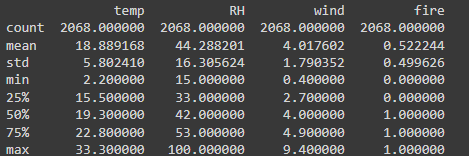 temp RH wind fire
count 2068.000000 2068.000000 2068.000000 2068.000000
mean 18.889168 44.288201 4.017602 0.522244
std 5.802410 16.305624 1.790352 0.499626
min 2.200000 15.000000 0.400000 0.000000
25% 15.500000 33.000000 2.700000 0.000000
50% 19.300000 42.000000 4.000000 1.000000
75% 22.800000 53.000000 4.900000 1.000000
max 33.300000 100.000000 9.400000 1.000000